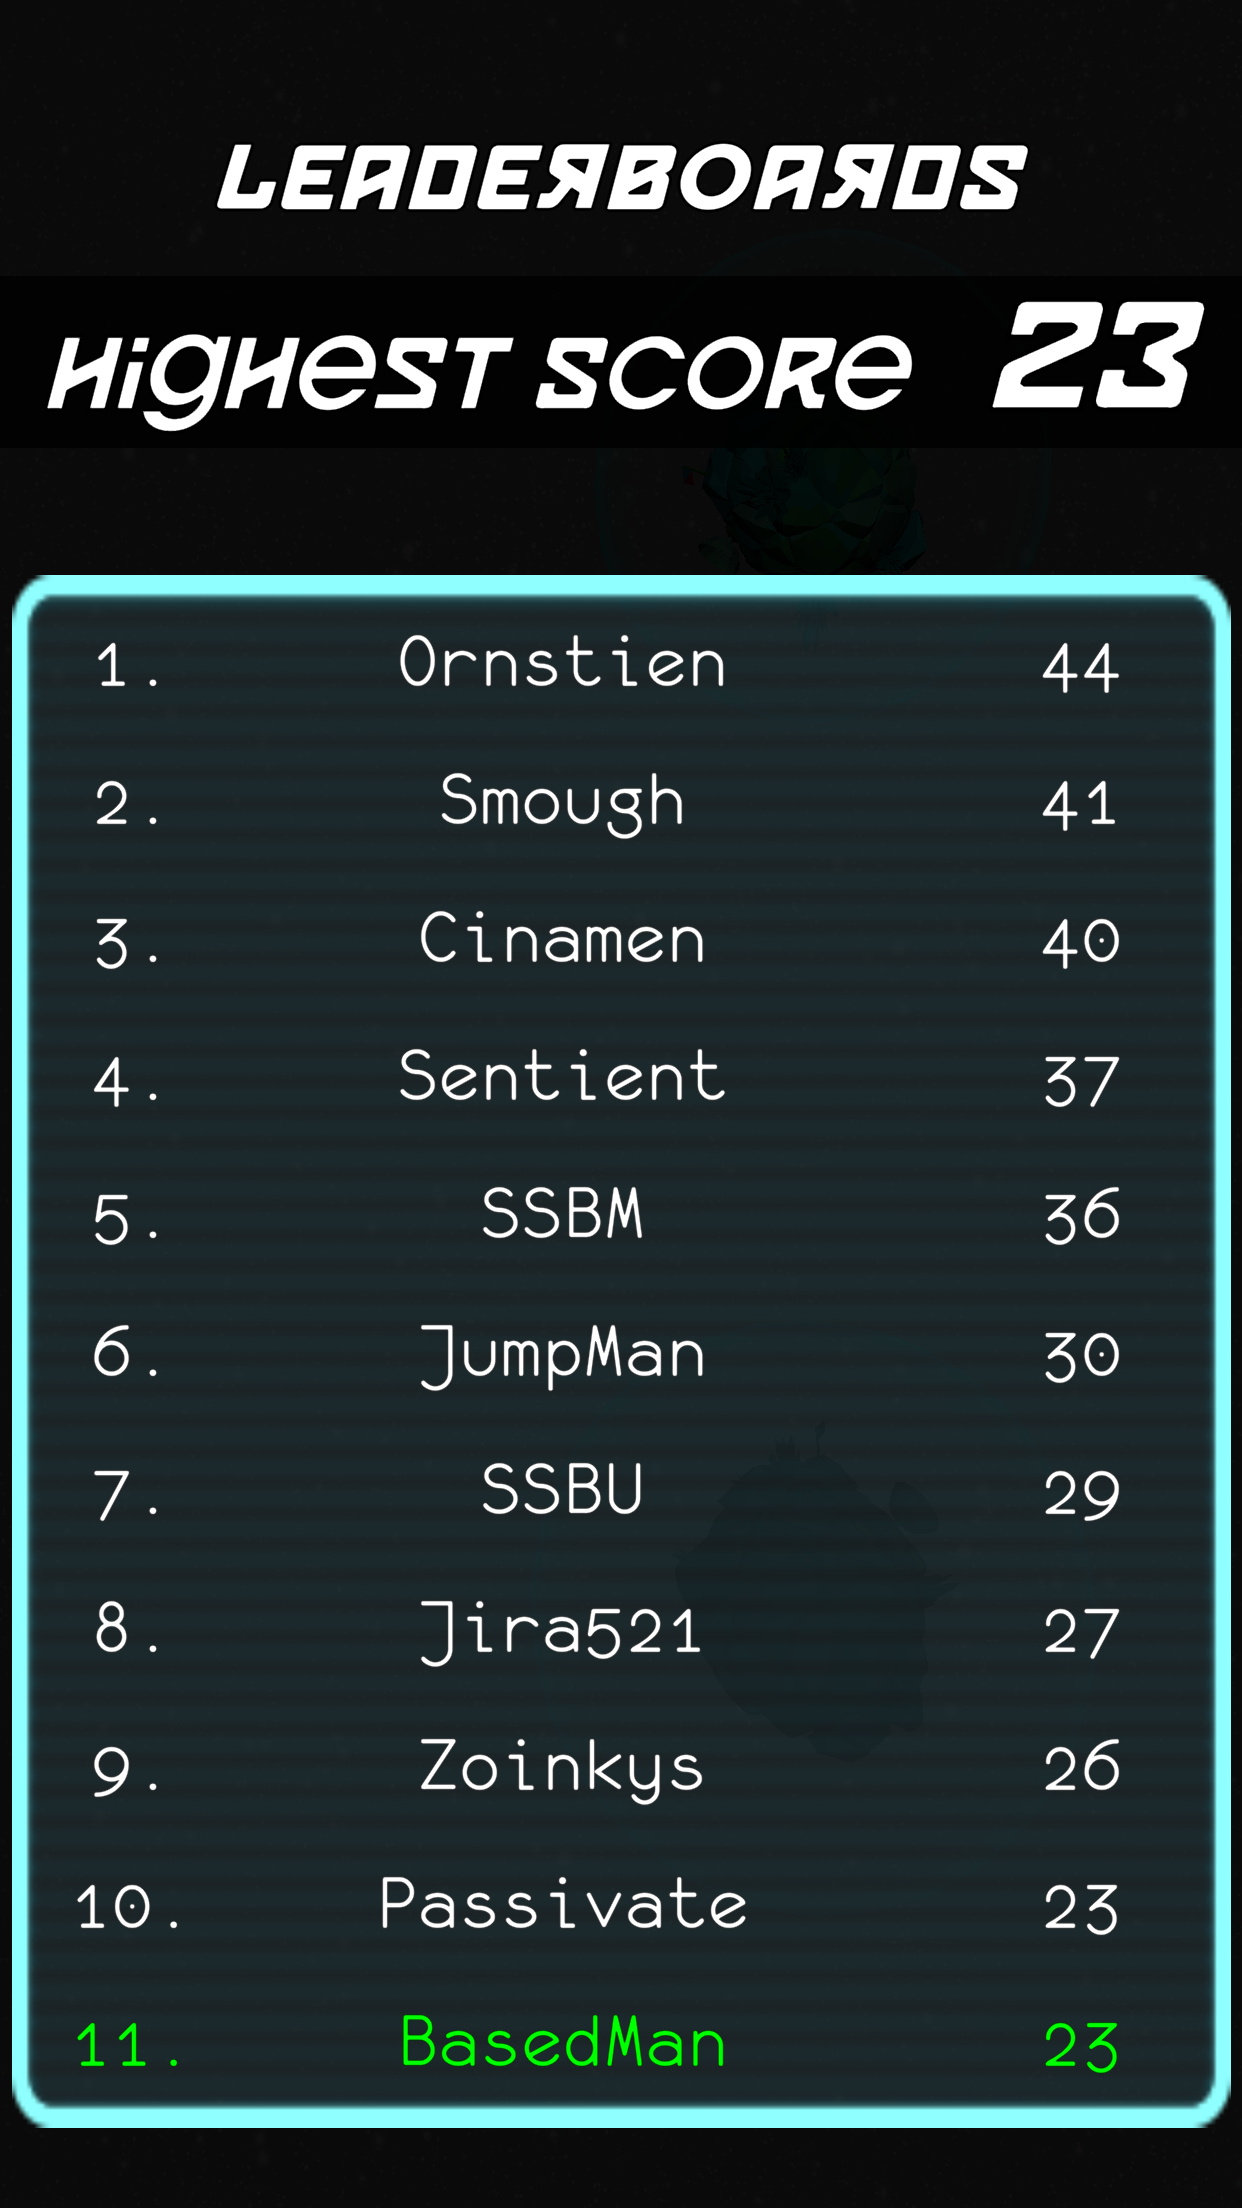 LEADERBOARDS
HiGHeST SCORe 23
1. Ornstien 44
2. Smough 41
3. Cinamen 40
4. Sentient 37
5. SSBM 36
6. JumpMan 30
7. SSBU 29
8. Jira521 27
9. Zoinkys 26
10. Passivate 23
11. BasedMan 23